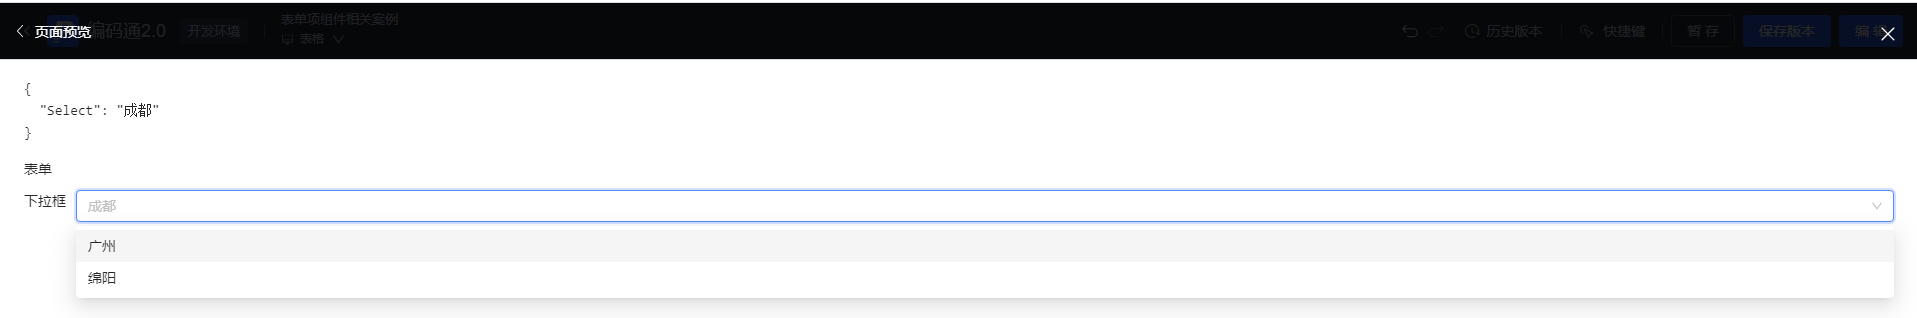 页面预览
编码通2.0
开发环境
表单项组件相关案例
表格
历史版本
快捷键
暂存
保存版本
编
{
"Select": "成都"
}
表单
下拉框
成都
广州
绵阳